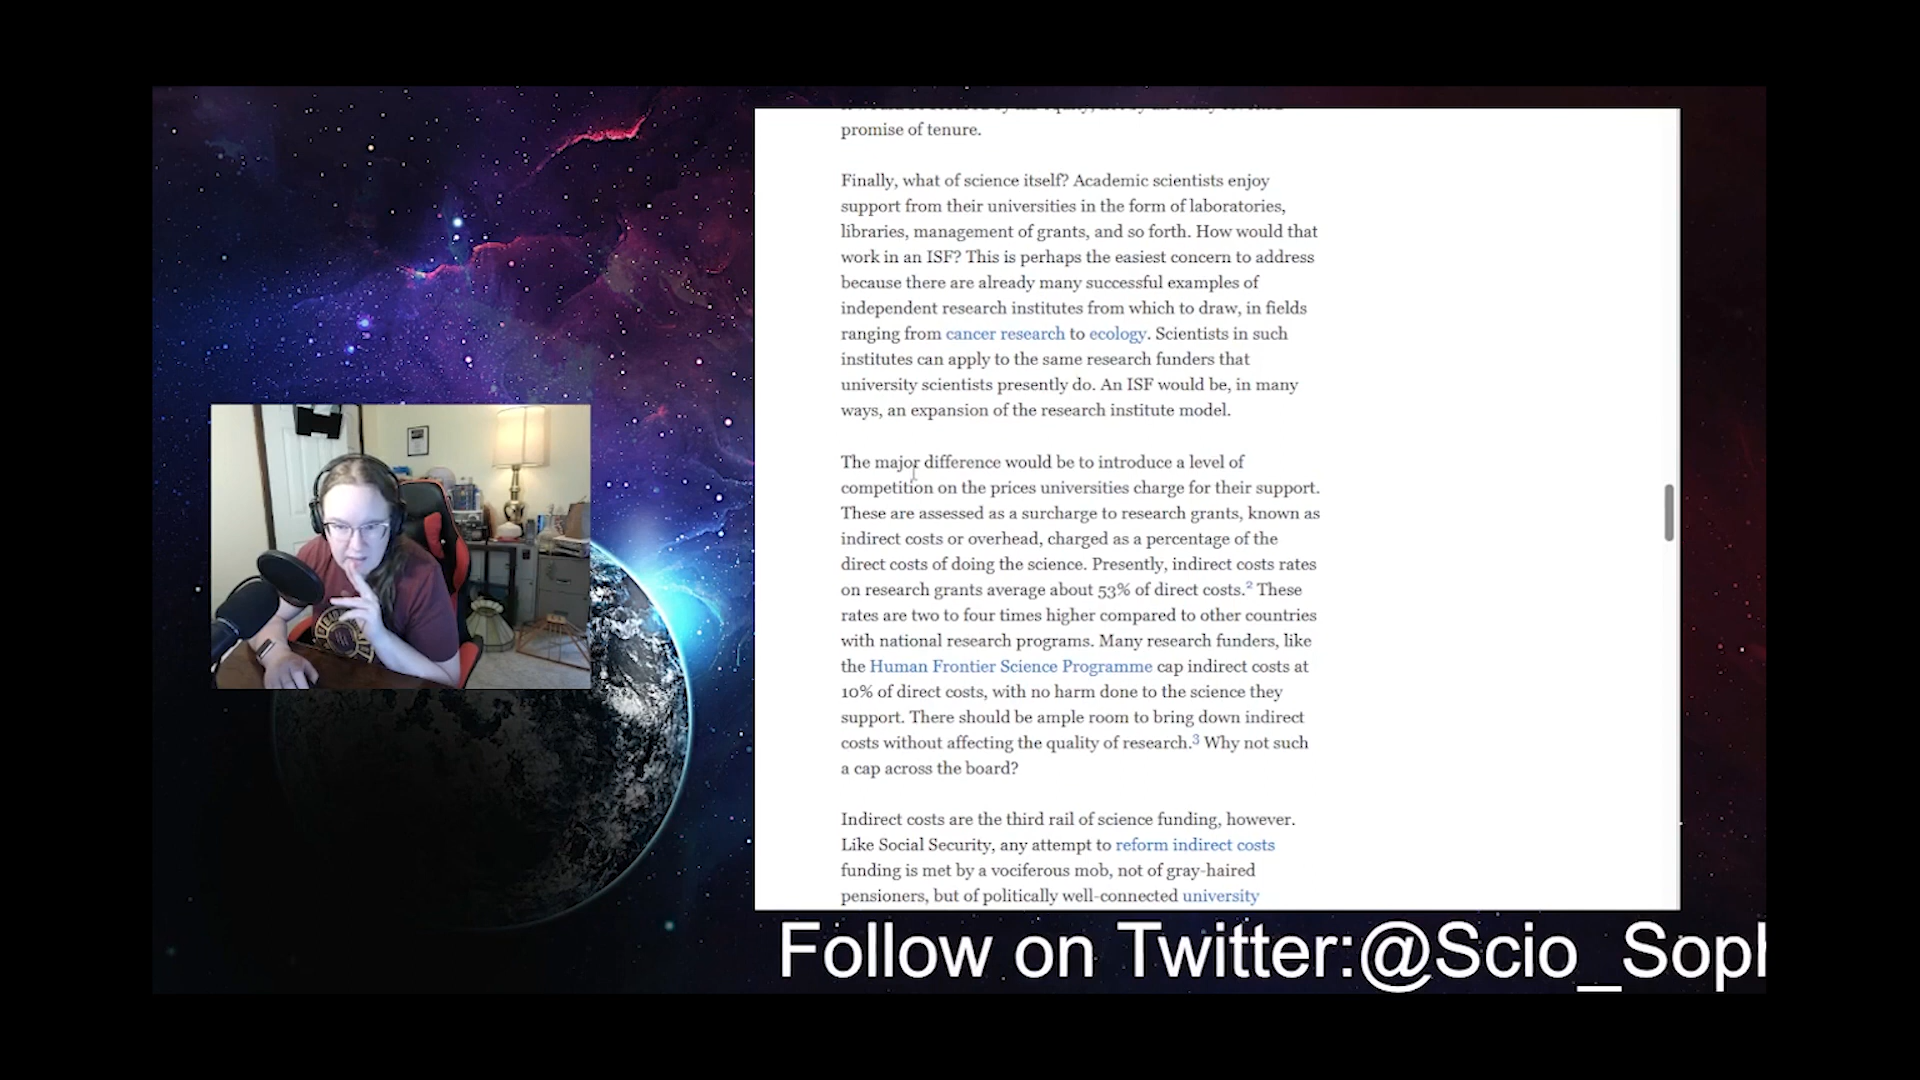 promise of tenure.
Finally, what of science itself? Academic scientists enjoy
support from their universities in the form of laboratories,
libraries, management of grants, and so forth. How would that
work in an ISF? This is perhaps the easiest concern to address
because there are already many successful examples of
independent research institutes from which to draw, in fields
ranging from cancer research to ecology. Scientists in such
institutes can apply to the same research funders that
university scientists presently do. An ISF would be, in many
ways, an expansion of the research institute model.
The major difference would be to introduce a level of
competition on the prices universities charge for their support.
These are assessed as a surcharge to research grants, known as
indirect costs or overhead, charged as a percentage of the
direct costs of doing the science. Presently, indirect costs rates
on research grants average about 53% of direct costs.² These
rates are two to four times higher compared to other countries
with national research programs. Many research funders, like
the Human Frontier Science Programme cap indirect costs at
10% of direct costs, with no harm done to the science they
support. There should be ample room to bring down indirect
costs without affecting the quality of research.³ Why not such
a cap across the board?
Indirect costs are the third rail of science funding, however.
Like Social Security, any attempt to reform indirect costs
funding is met by a vociferous mob, not of gray-haired
pensioners, but of politically well-connected university
Follow on Twitter:@Scio_Soph